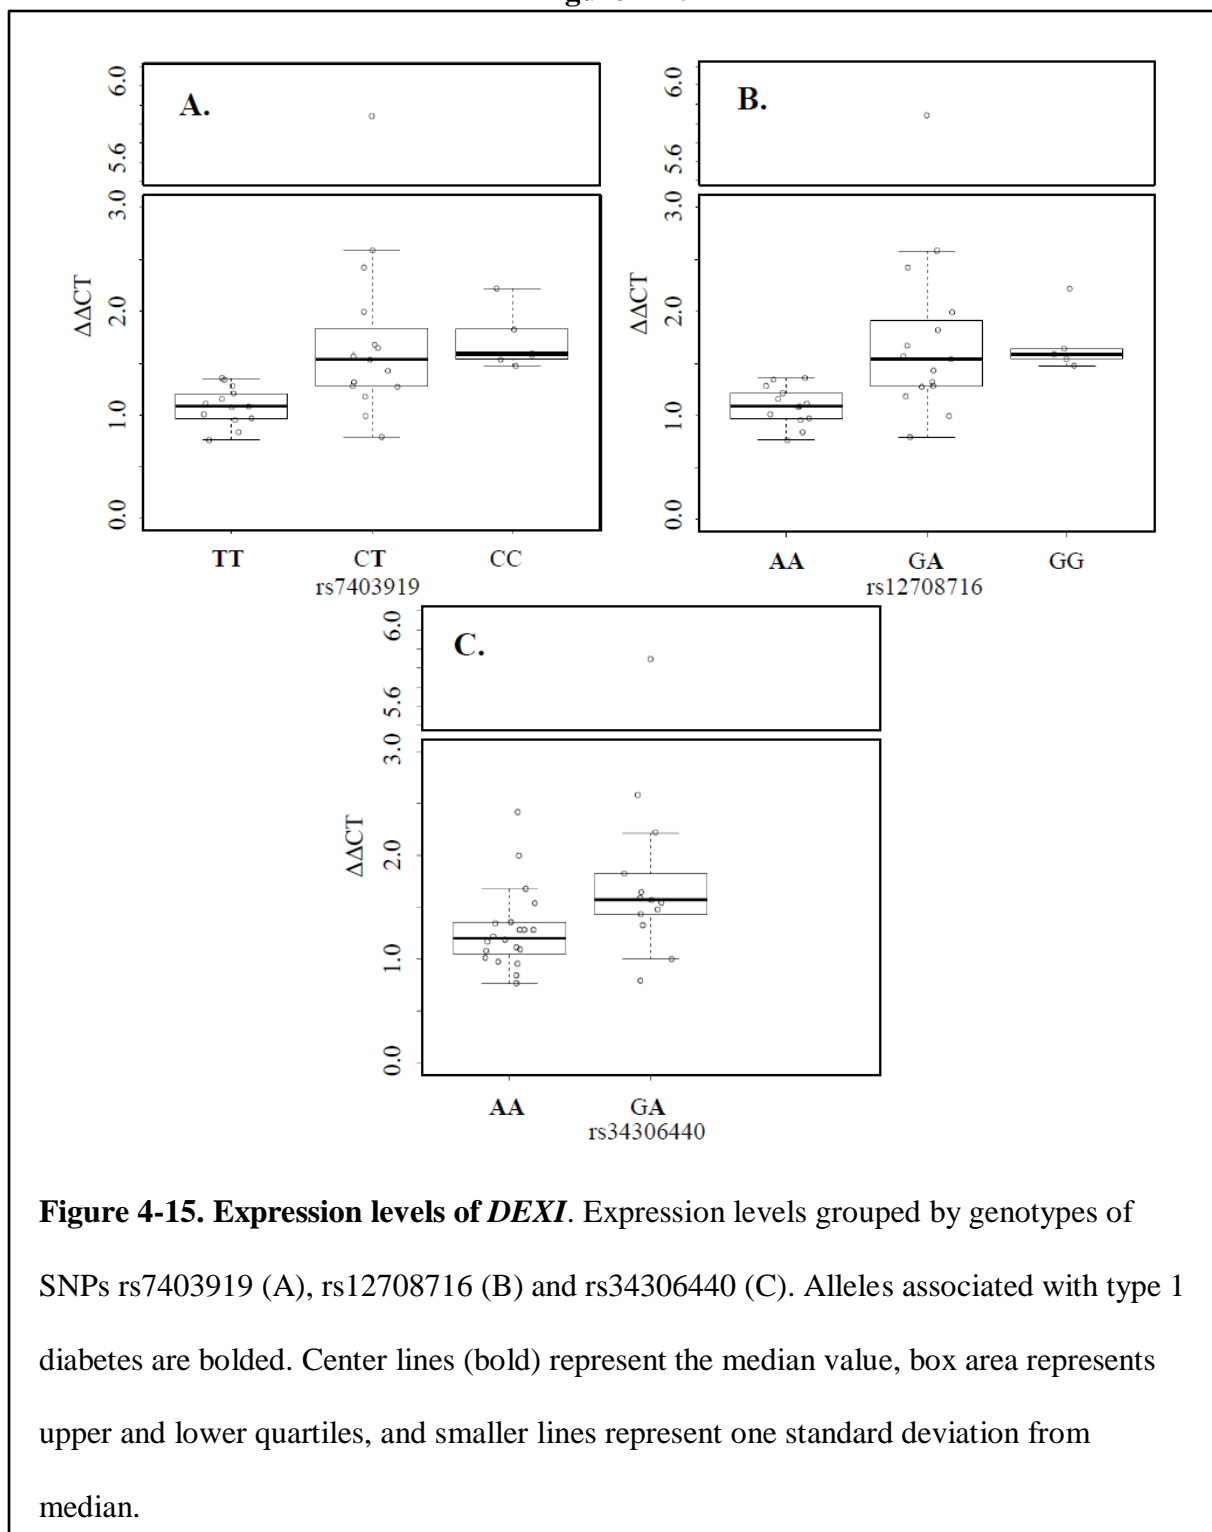 A.
6.0
5.6
3.0
2.0
1.0
0.0
ΔΔCT
TT
CT
CC
rs7403919
B.
6.0
5.6
3.0
2.0
1.0
0.0
ΔΔCT
AA
GA
GG
rs12708716
C.
6.0
5.6
3.0
2.0
1.0
0.0
ΔΔCT
AA
GA
rs34306440
Figure 4-15. Expression levels of DEXI. Expression levels grouped by genotypes of
SNPs rs7403919 (A), rs12708716 (B) and rs34306440 (C). Alleles associated with type 1
diabetes are bolded. Center lines (bold) represent the median value, box area represents
upper and lower quartiles, and smaller lines represent one standard deviation from
median.